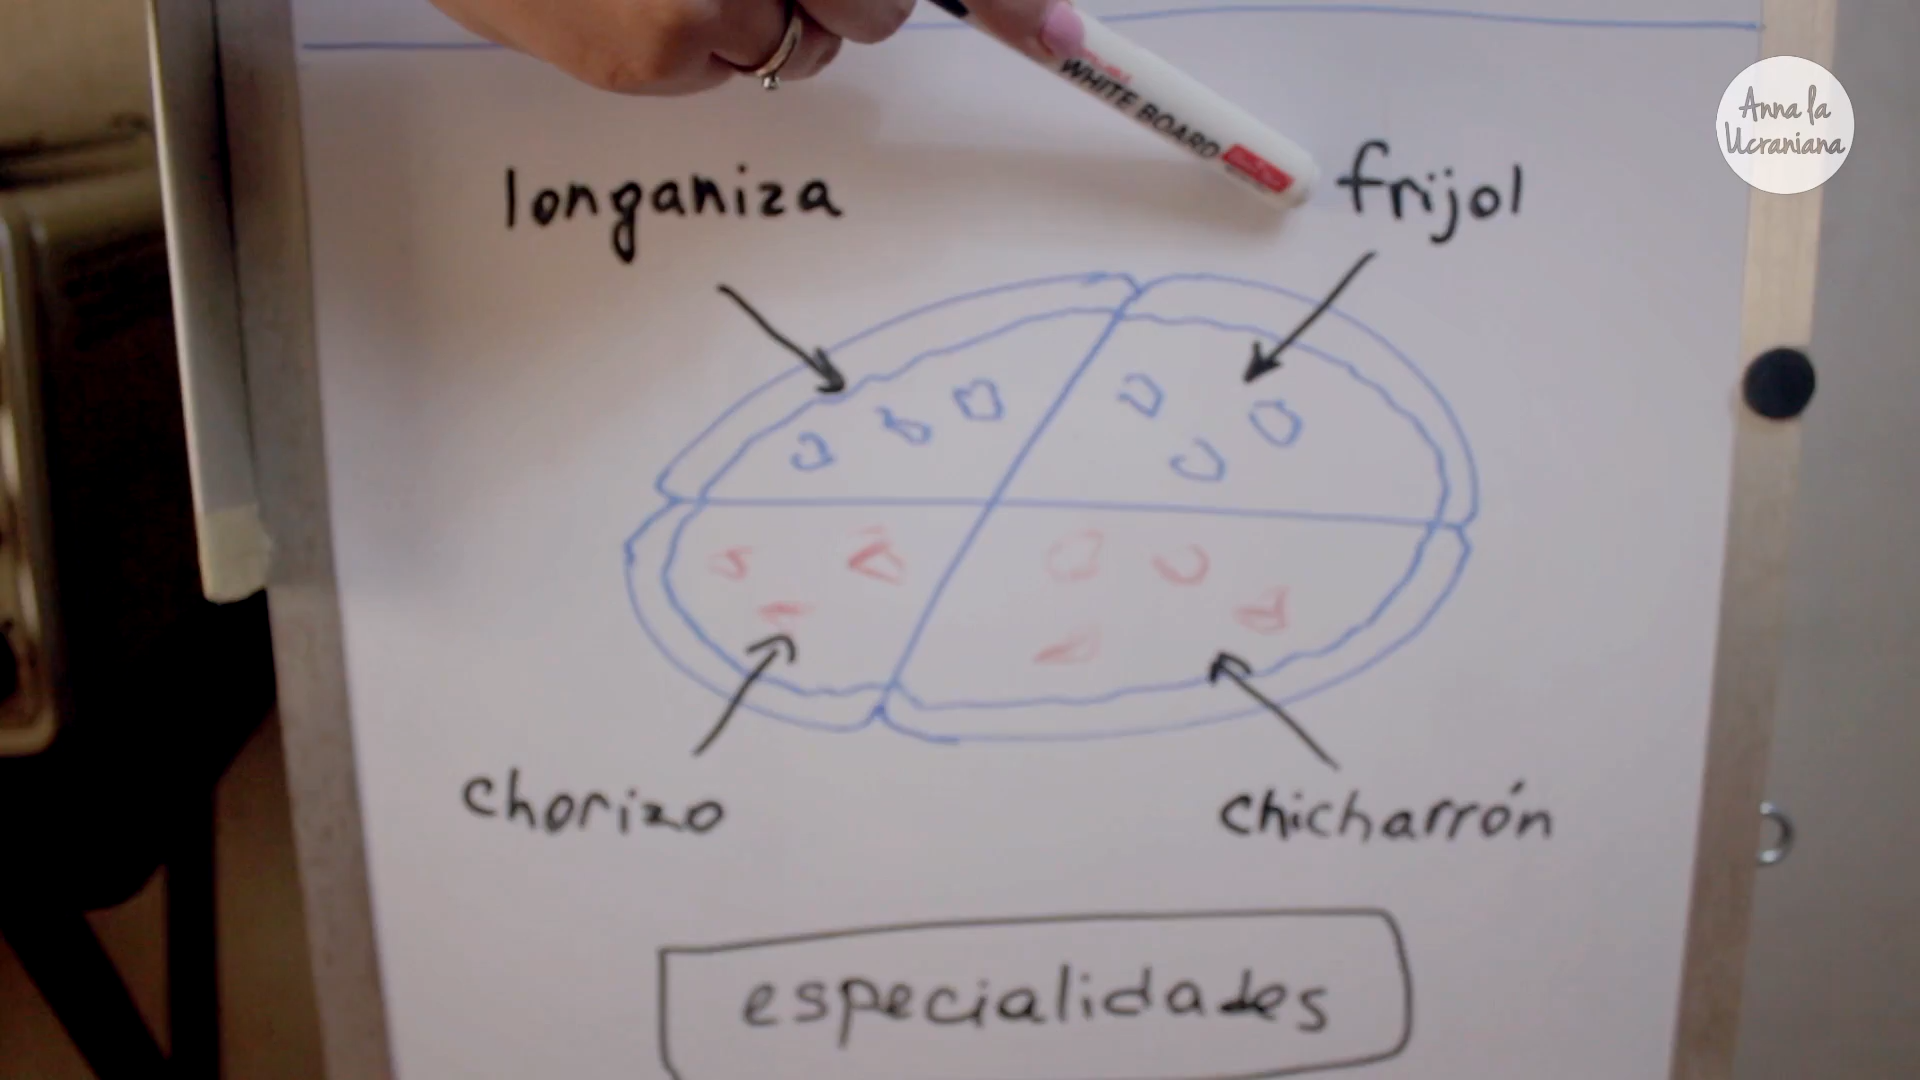 WHITE BOARD
Anna la
Ucraniana
longaniza
frijol
chorizo
chicharrón
especialidades